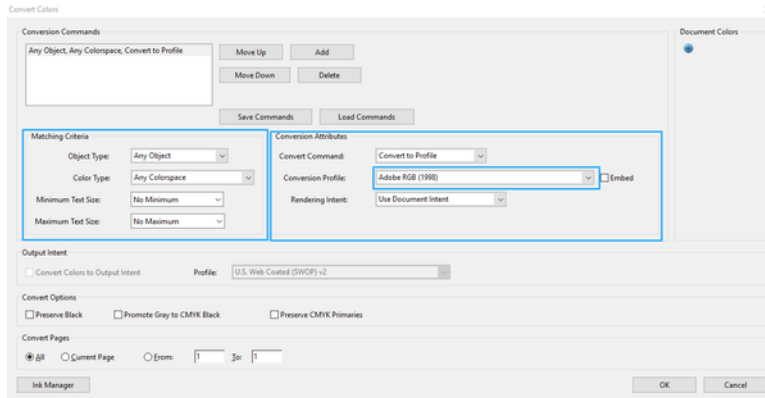 Convert Colors
Conversion Commands
Document Colors
Any Object, Any Colorspace, Convert to Profile
Move Up
Add
Move Down
Delete
Save Commands
Load Commands
Matching Criteria
Conversion Attributes
Object Type: Any Object
Convert Command: Convert to Profile
Color Type: Any Colorspace
Conversion Profile: Adobe RGB (1998)
Embed
Minimum Text Size: No Minimum
Rendering Intent: Use Document Intent
Maximum Text Size: No Maximum
Output Intent
Convert Colors to Output Intent
Profile: U.S. Web Coated (SWOP) v2
Convert Options
Preserve Black
Promote Gray to CMYK Black
Preserve CMYK Primaries
Convert Pages
All
Current Page
From: 1
To: 1
Ink Manager
OK
Cancel